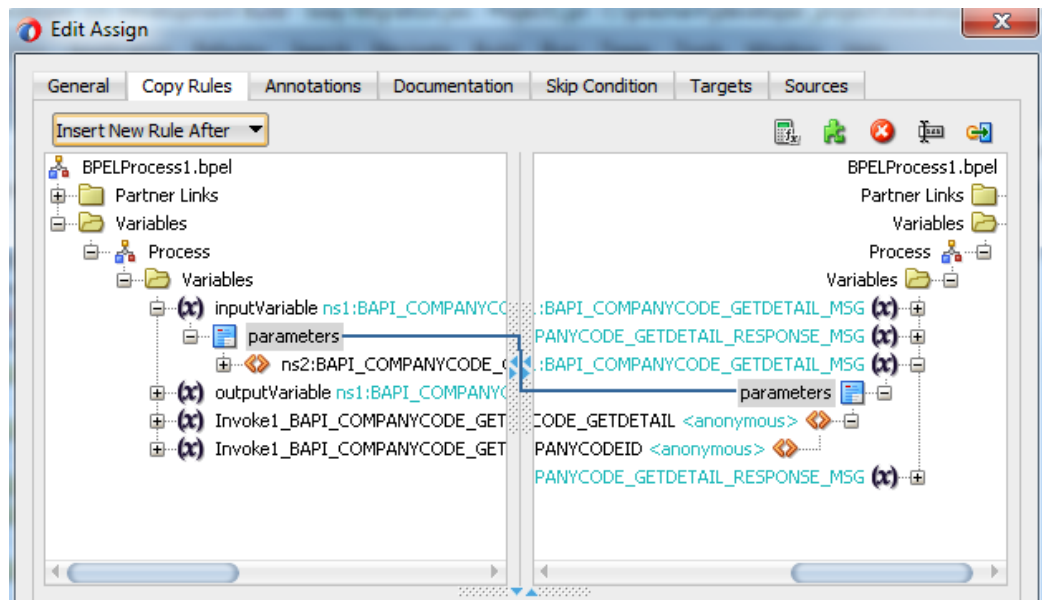 Edit Assign
General Copy Rules Annotations Documentation Skip Condition Targets Sources
Insert New Rule After
BPELProcess1.bpel
Partner Links
Variables
Process
Variables
inputVariable ns1:BAPI_COMPANYCO
parameters
ns2:BAPI_COMPANYCODE_G
outputVariable ns1:BAPI_COMPANYC
Invoke1_BAPI_COMPANYCODE_GET
Invoke1_BAPI_COMPANYCODE_GET
BPELProcess1.bpel
Partner Links
Variables
Process
Variables
:BAPI_COMPANYCODE_GETDETAIL_MSG
PANYCODE_GETDETAIL_RESPONSE_MSG
:BAPI_COMPANYCODE_GETDETAIL_MSG
parameters
CODE_GETDETAIL <anonymous>
PANYCODEID <anonymous>
PANYCODE_GETDETAIL_RESPONSE_MSG